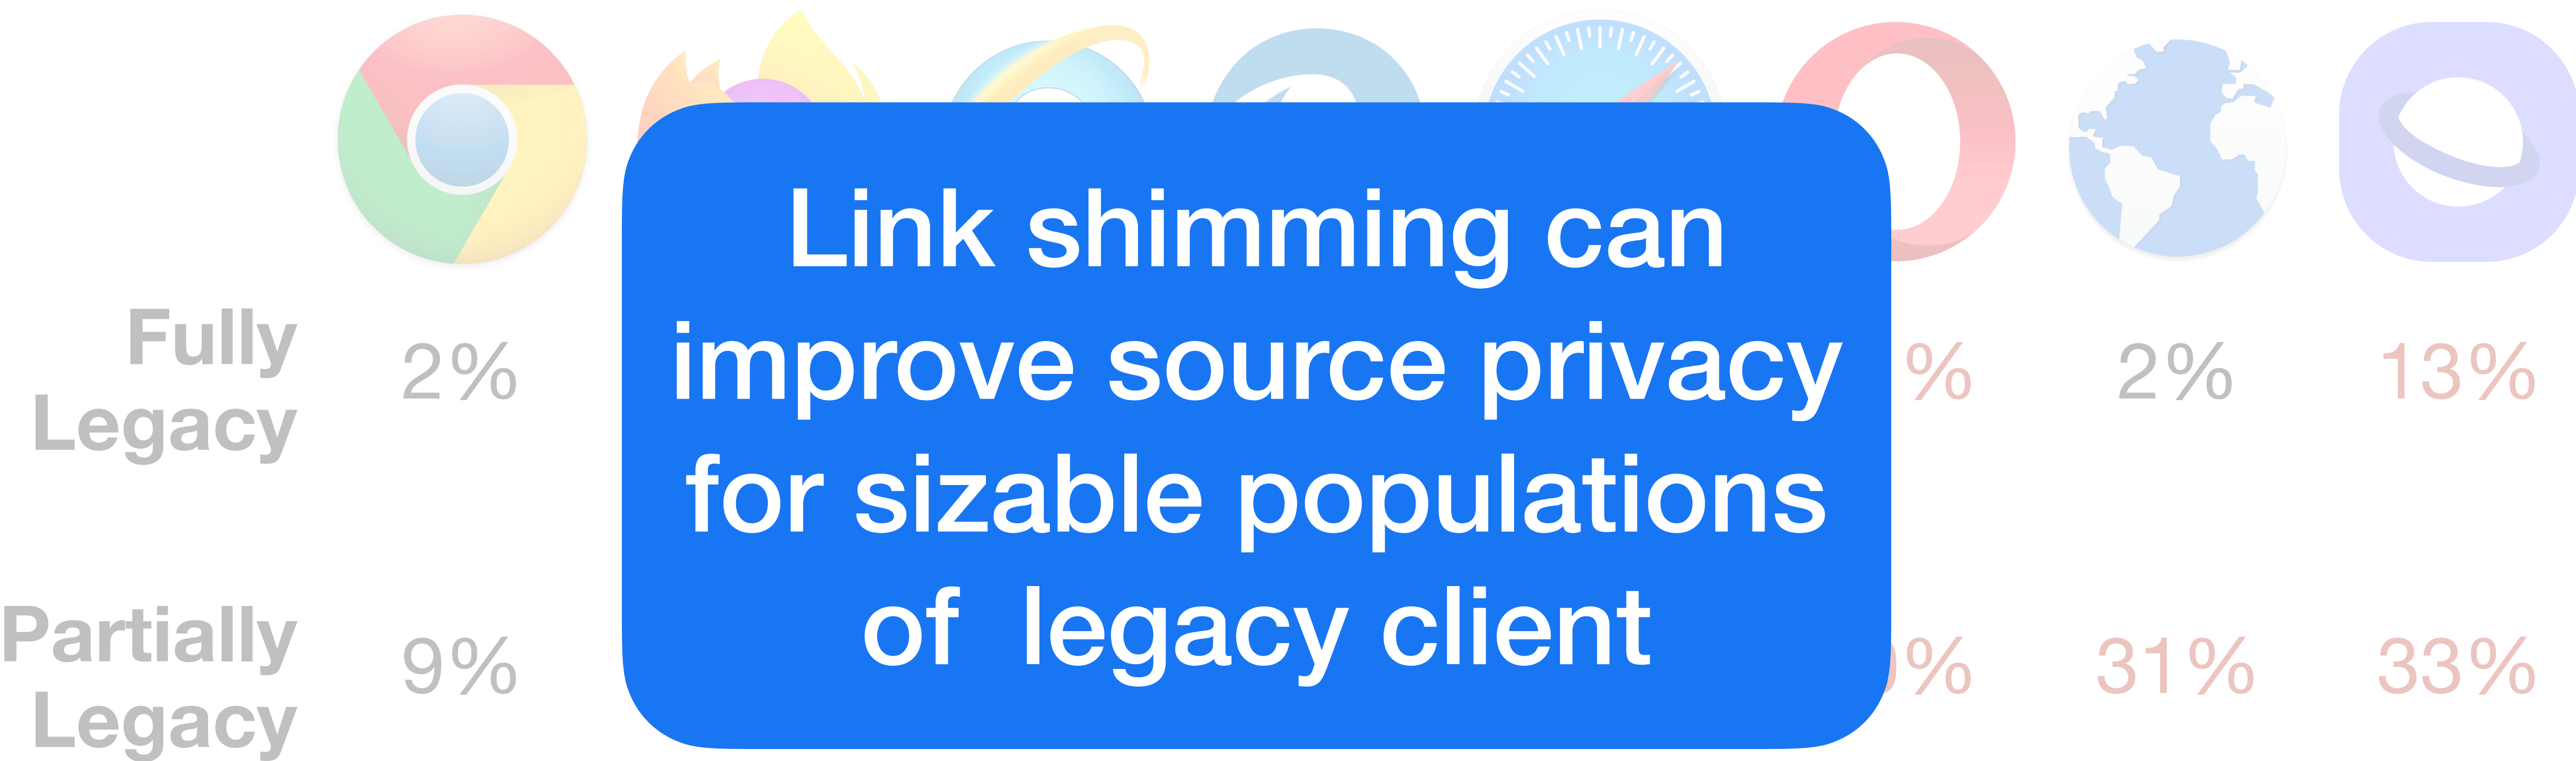 Link shimming can
improve source privacy
for sizable populations
of  legacy client
Fully
Legacy
2%
%
2%
13%
Partially
Legacy
9%
%
31%
33%